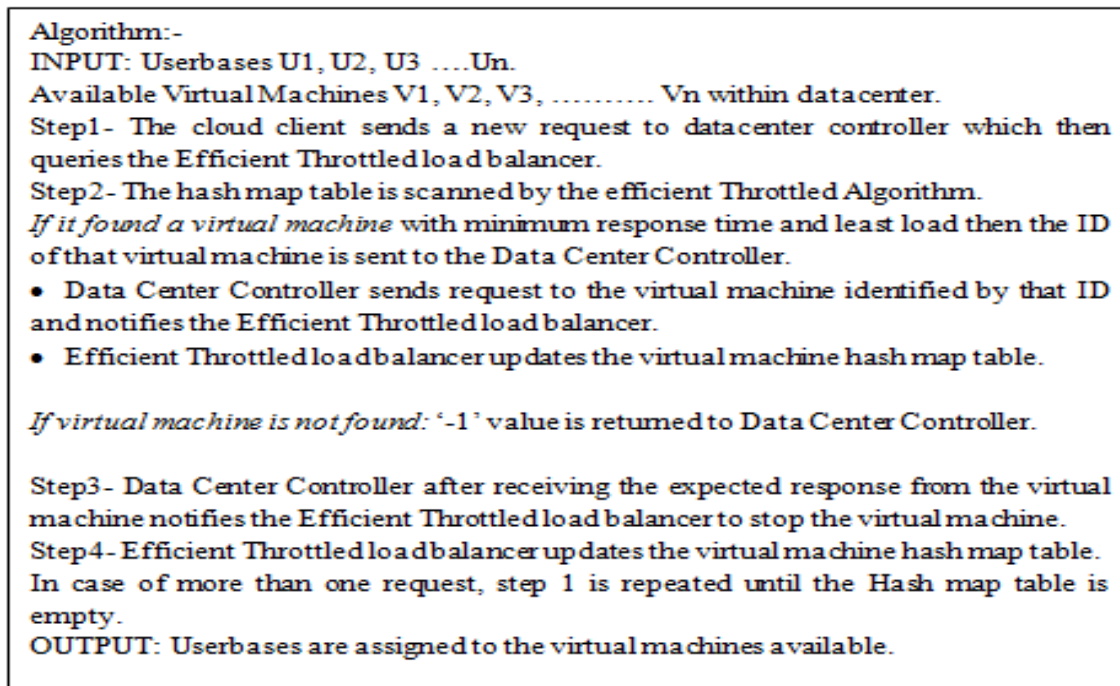 Algorithm:-
INPUT: Userbases U1, U2, U3 ....Un.
Available Virtual Machines V1, V2, V3, .......... Vn within datacenter.
Step1- The cloud client sends a new request to datacenter controller which then
queries the Efficient Throttled load balancer.
Step2- The hash map table is scanned by the efficient Throttled Algorithm.
If it found a virtual machine with minimum response time and least load then the ID
of that virtual machine is sent to the Data Center Controller.
• Data Center Controller sends request to the virtual machine identified by that ID
and notifies the Efficient Throttled load balancer.
• Efficient Throttled load balancer updates the virtual machine hash map table.
If virtual machine is not found: ‘-1’ value is returned to Data Center Controller.
Step3- Data Center Controller after receiving the expected response from the virtual
machine notifies the Efficient Throttled load balancer to stop the virtual machine.
Step4- Efficient Throttled load balancer updates the virtual machine hash map table.
In case of more than one request, step 1 is repeated until the Hash map table is
empty.
OUTPUT: Userbases are assigned to the virtual machines available.